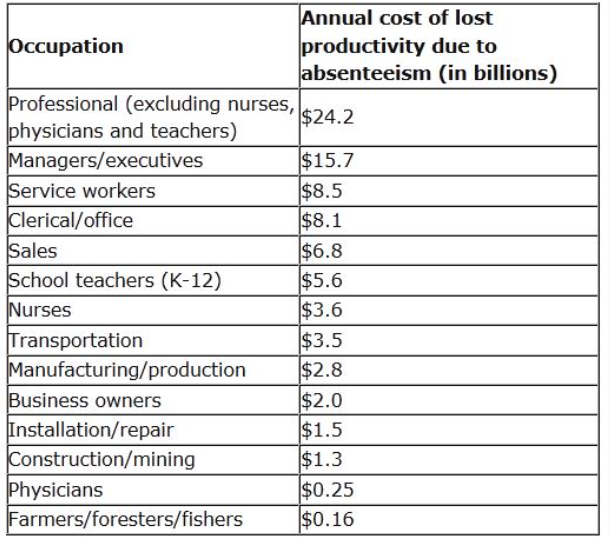 Occupation
Annual cost of lost
productivity due to
absenteeism (in billions)
Professional (excluding nurses,
physicians and teachers)
$24.2
Managers/executives $15.7
Service workers $8.5
Clerical/office $8.1
Sales $6.8
School teachers (K-12) $5.6
Nurses $3.6
Transportation $3.5
Manufacturing/production $2.8
Business owners $2.0
Installation/repair $1.5
Construction/mining $1.3
Physicians $0.25
Farmers/foresters/fishers $0.16